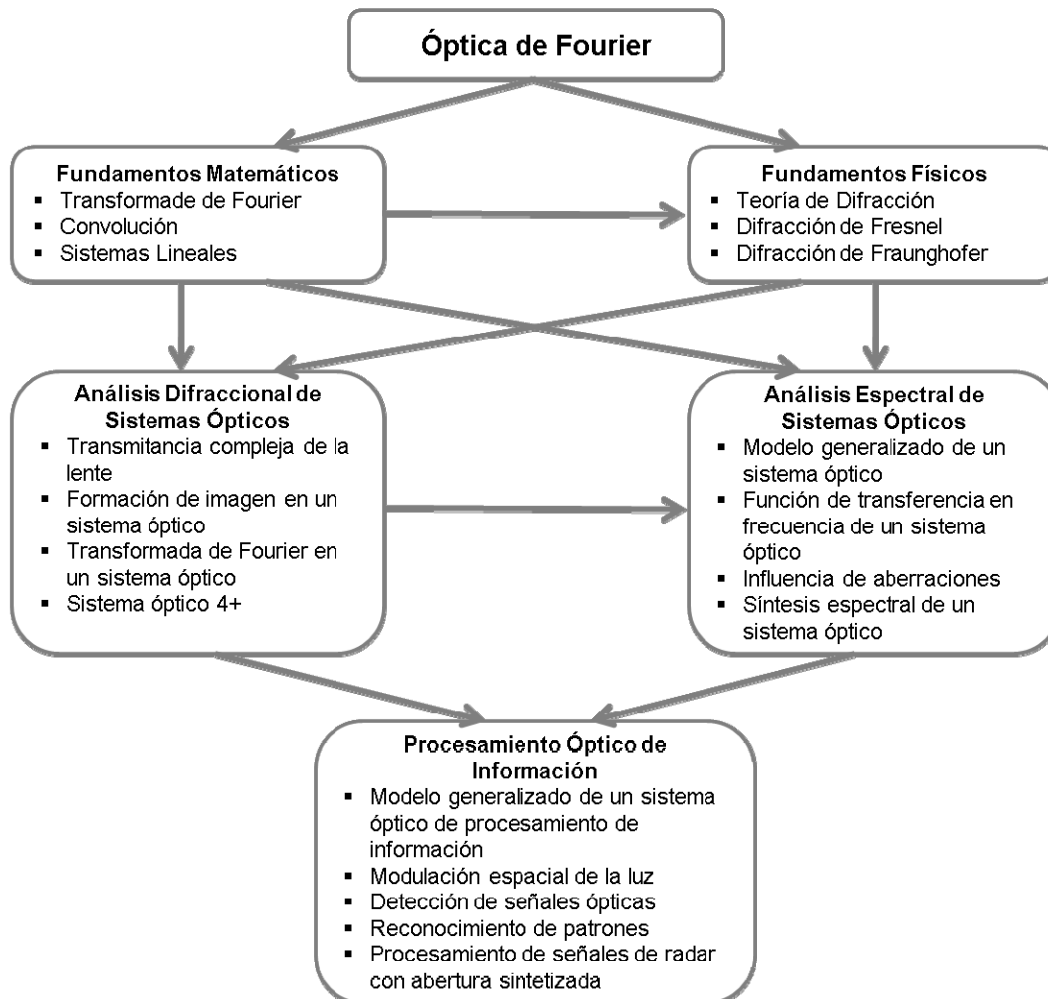 Óptica de Fourier
Fundamentos Matemáticos
▪ Transformade de Fourier
▪ Convolución
▪ Sistemas Lineales
Fundamentos Físicos
▪ Teoría de Difracción
▪ Difracción de Fresnel
▪ Difracción de Fraunghofer
Análisis Difraccional de
Sistemas Ópticos
▪ Transmitancia compleja de la
lente
▪ Formación de imagen en un
sistema óptico
▪ Transformada de Fourier en
un sistema óptico
▪ Sistema óptico 4+
Análisis Espectral de
Sistemas Ópticos
▪ Modelo generalizado de un
sistema óptico
▪ Función de transferencia en
frecuencia de un sistema
óptico
▪ Influencia de aberraciones
▪ Síntesis espectral de un
sistema óptico
Procesamiento Óptico de
Información
▪ Modelo generalizado de un sistema
óptico de procesamiento de
información
▪ Modulación espacial de la luz
▪ Detección de señales ópticas
▪ Reconocimiento de patrones
▪ Procesamiento de señales de radar
con abertura sintetizada